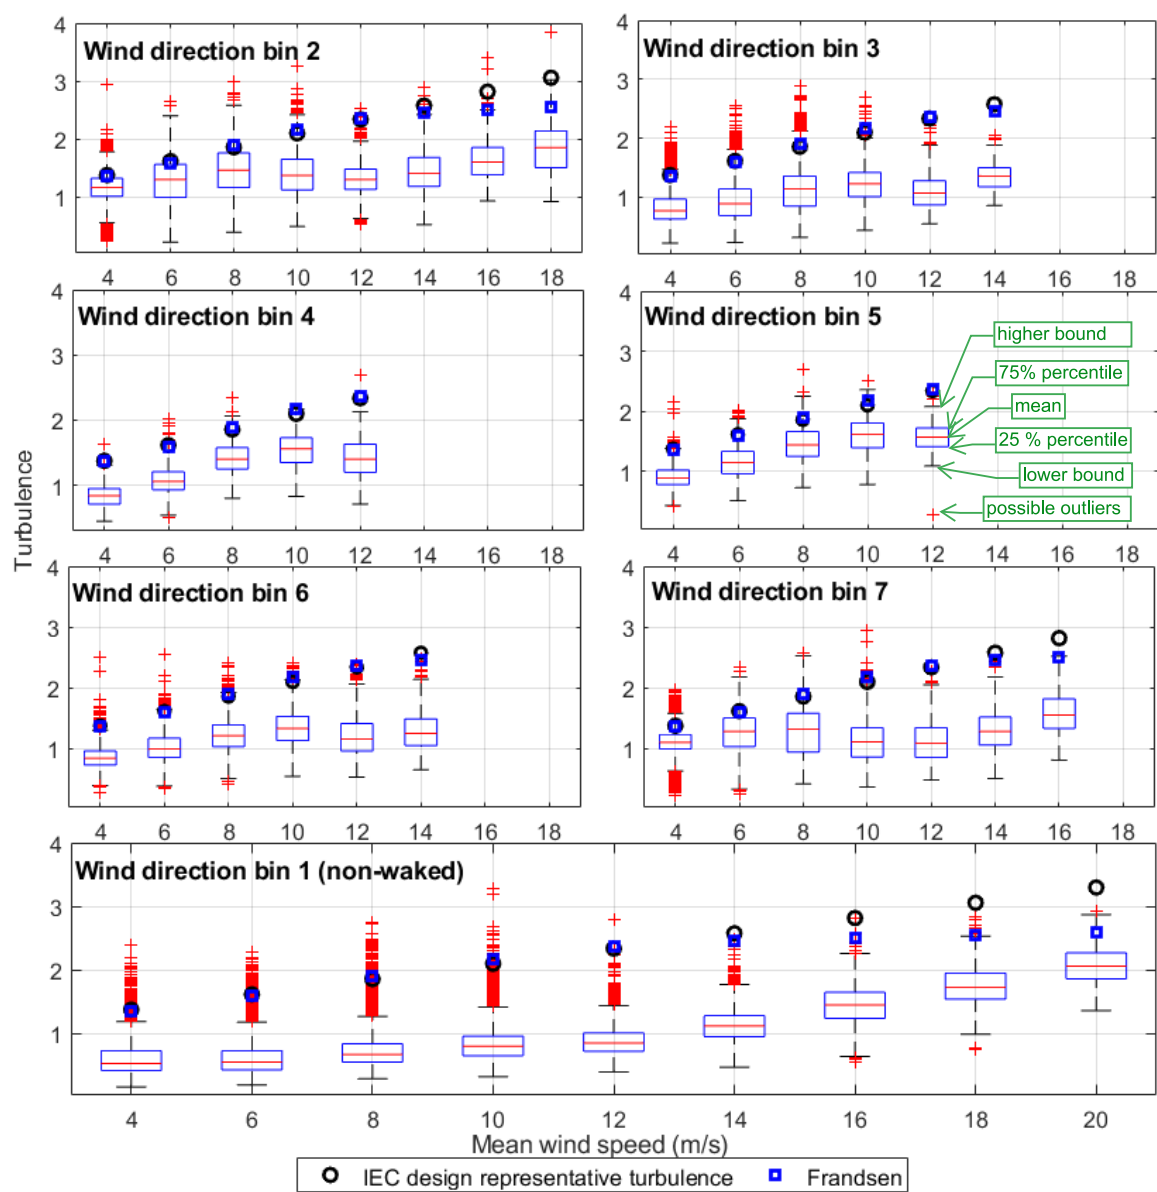 Wind direction bin 2
4
3
2
1
4 6 8 10 12 14 16 18
Wind direction bin 3
4
3
2
1
4 6 8 10 12 14 16 18
Wind direction bin 4
4
3
2
1
4 6 8 10 12 14 16 18
Wind direction bin 5
4
3
2
1
higher bound
75% percentile
mean
25 % percentile
lower bound
possible outliers
4 6 8 10 12 14 16 18
Turbulence
Wind direction bin 6
4
3
2
1
4 6 8 10 12 14 16 18
Wind direction bin 7
4
3
2
1
4 6 8 10 12 14 16 18
Wind direction bin 1 (non-waked)
4
3
2
1
4 6 8 10 12 14 16 18 20
Mean wind speed (m/s)
IEC design representative turbulence Frandsen